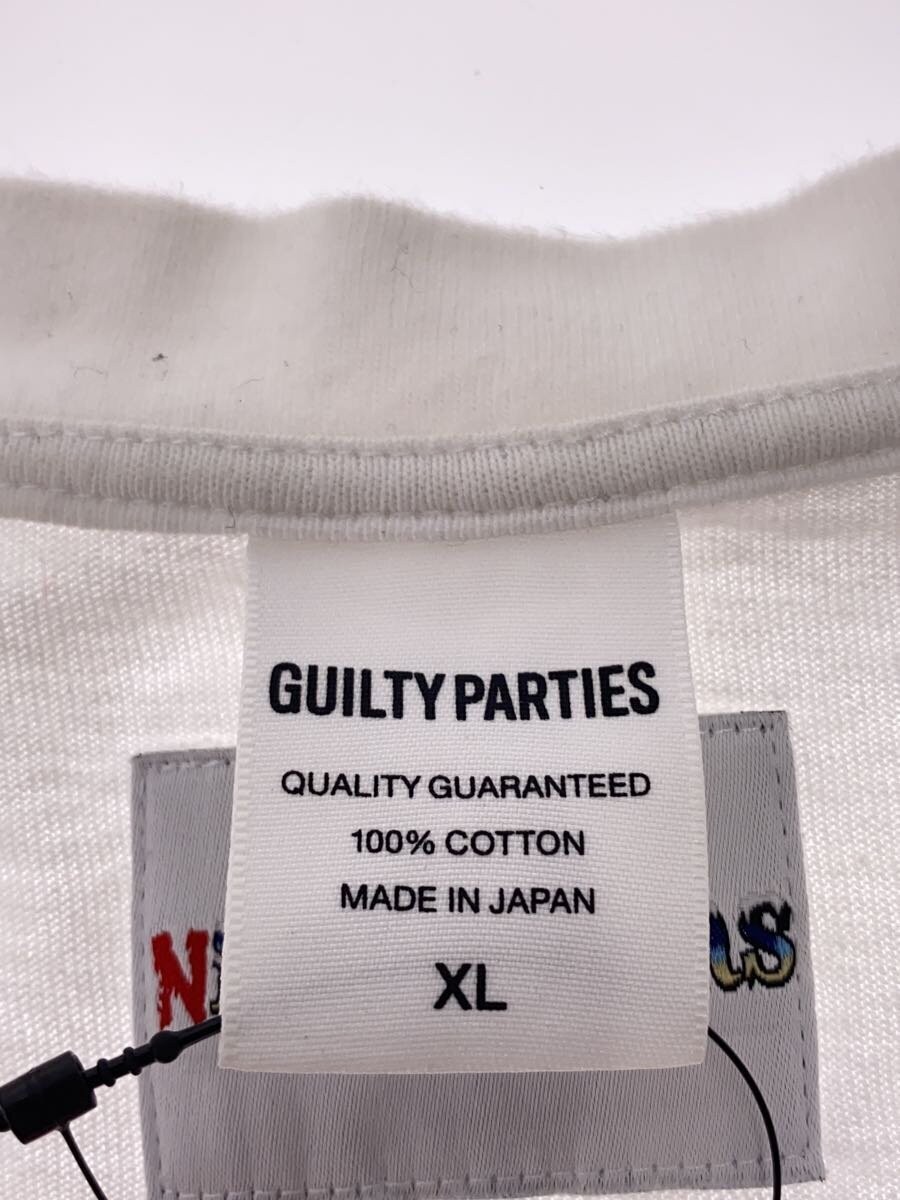 GUILTY PARTIES
QUALITY GUARANTEED
100% COTTON
MADE IN JAPAN
XL